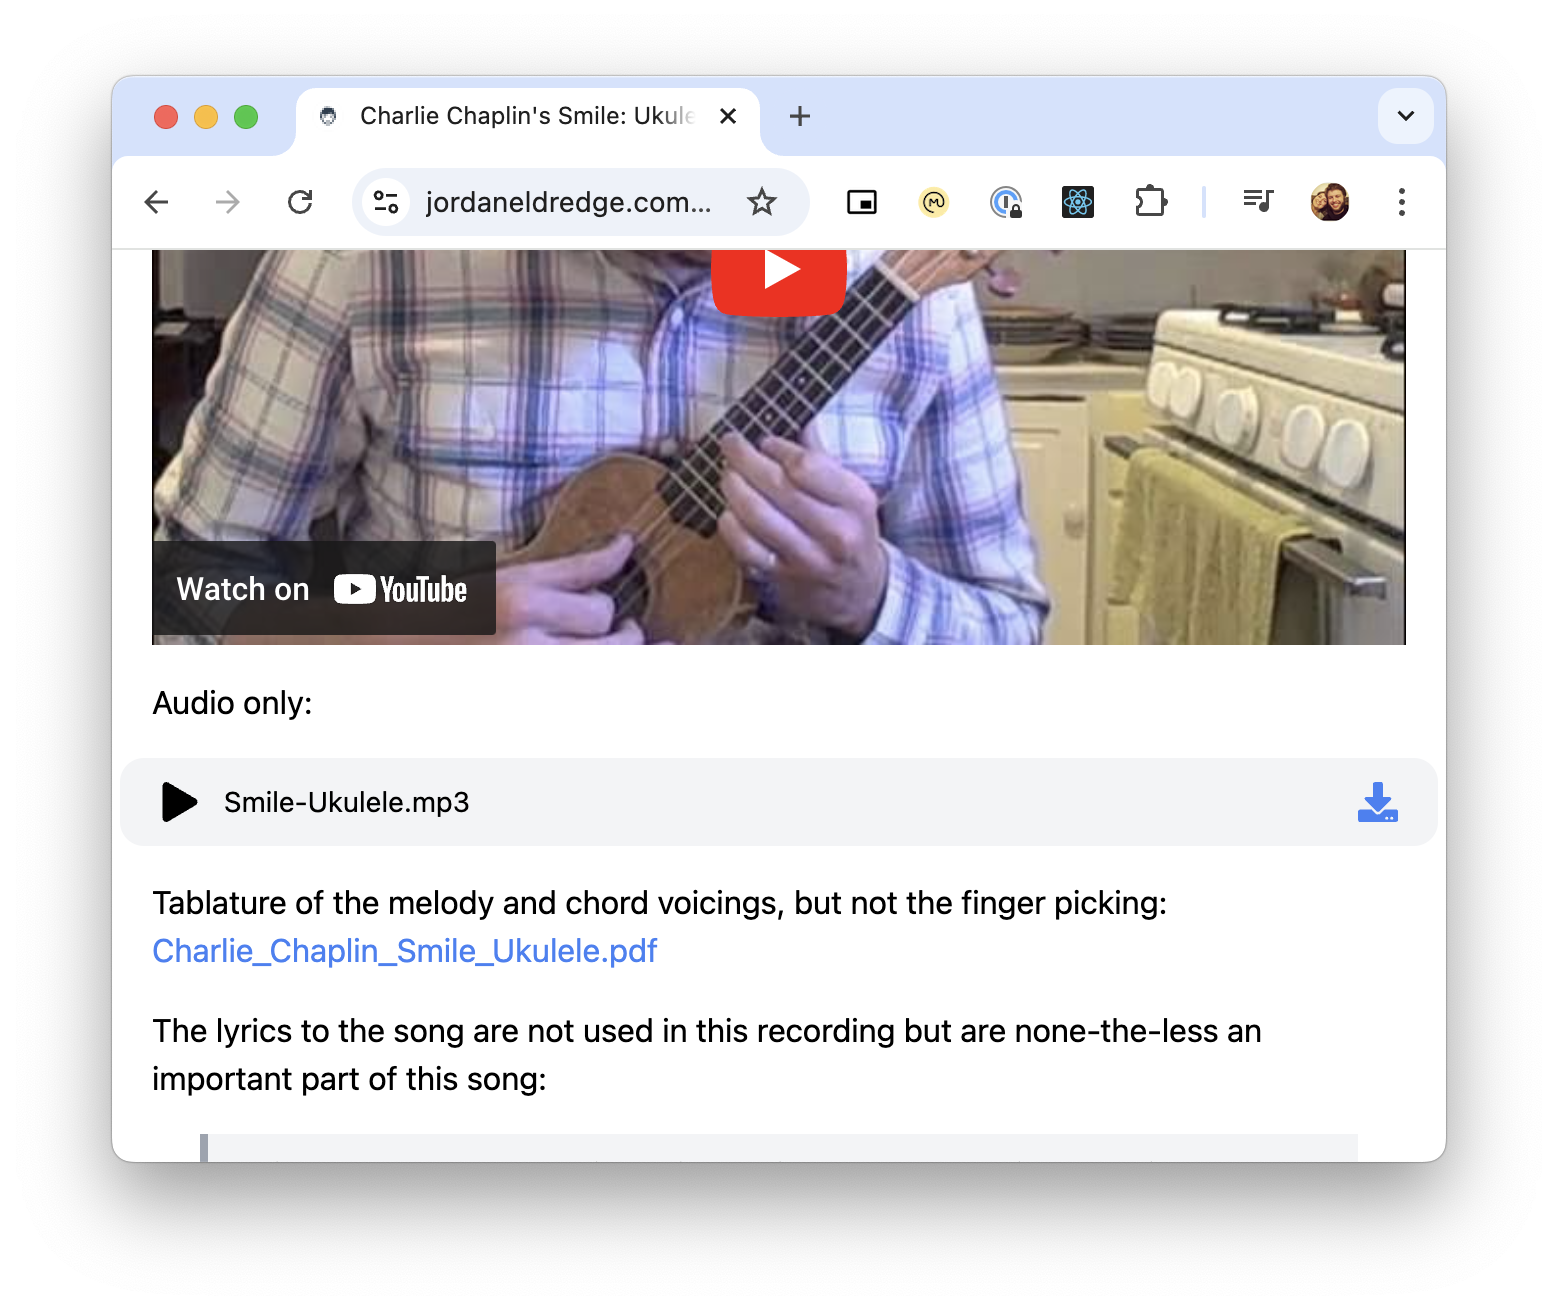 Charlie Chaplin's Smile: Ukule
jordaneldredge.com...
Watch on YouTube
Audio only:
Smile-Ukulele.mp3
Tablature of the melody and chord voicings, but not the finger picking:
Charlie_Chaplin_Smile_Ukulele.pdf
The lyrics to the song are not used in this recording but are none-the-less an
important part of this song: